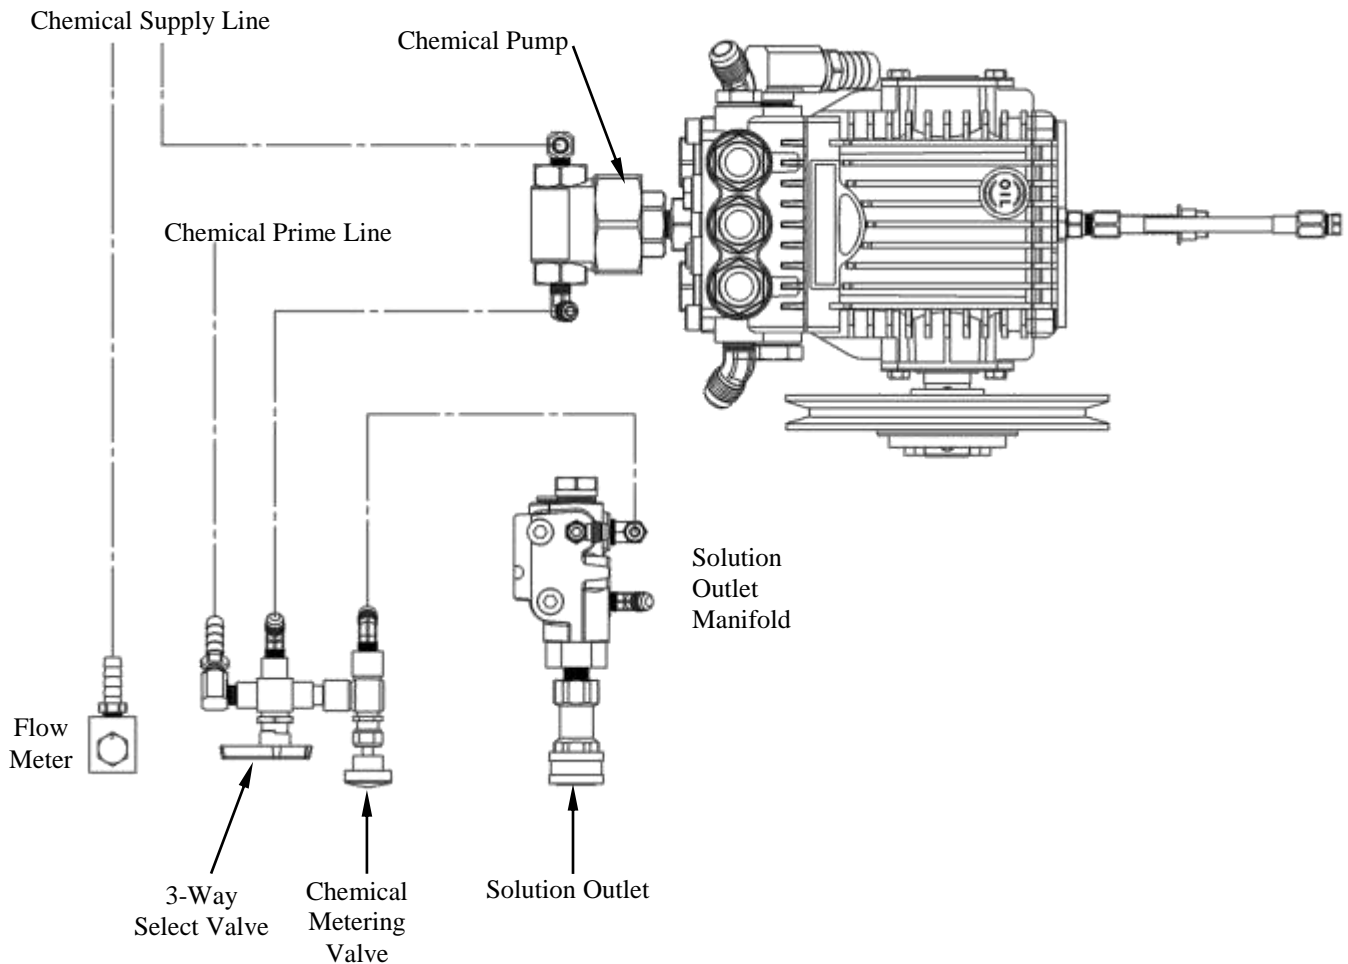 Chemical Supply Line
Chemical Pump
OIL
Chemical Prime Line
Solution
Outlet
Manifold
Flow
Meter
3-Way
Select Valve
Chemical
Metering
Valve
Solution Outlet